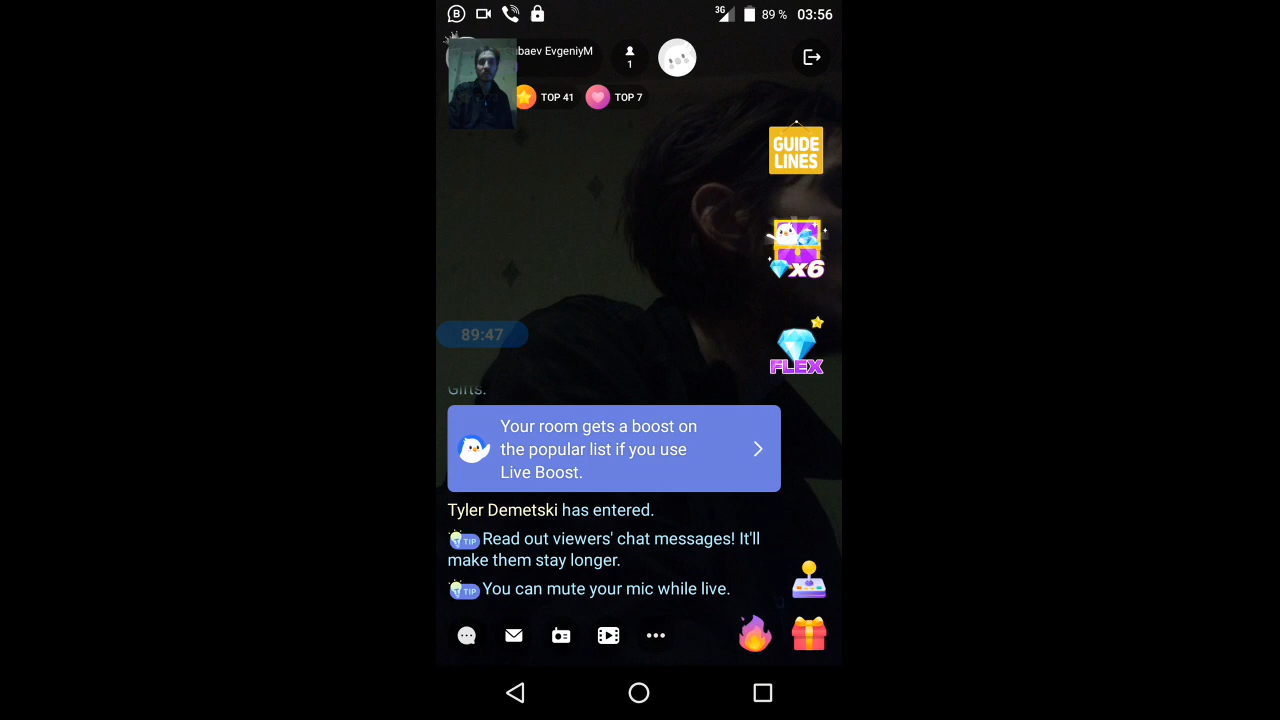 3G 89 % 03:56
ubaev EvgeniyM
1
TOP 41
TOP 7
GUIDE
LINES
x6
89:47
FLEX
Gifts.
Your room gets a boost on
the popular list if you use
Live Boost.
Tyler Demetski has entered.
TIP Read out viewers' chat messages! It'll
make them stay longer.
TIP You can mute your mic while live.